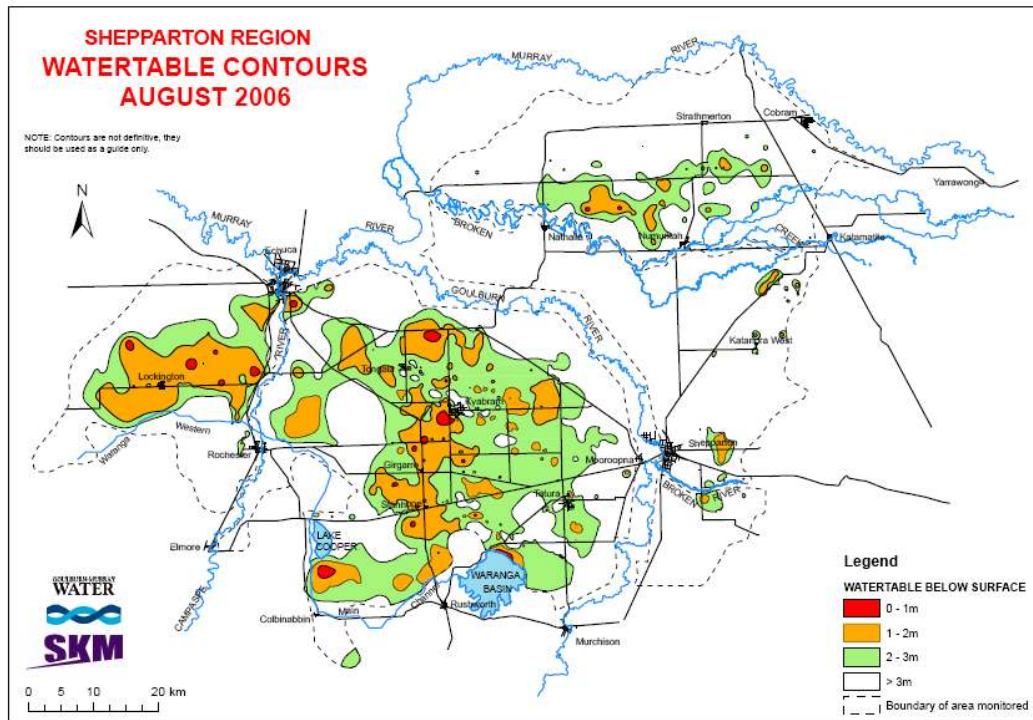 SHEPPARTON REGION
WATERTABLE CONTOURS
AUGUST 2006
NOTE: Contours are not definitive, they
should be used as a guide only.
N
MURRAY
RIVER
Strathmerton
Cobram
Yarrawonga
MURRAY
RIVER
BROKEN
Nathalia
Numurkah
CREEK
Katamatite
Echuca
GOULBURN
RIVER
RIVER
Katandra West
Tongala
Lockington
Kyabram
Western
Waranga
Rochester
Girgarre
Mooroopna
Shepparton
Stanhope
Tatura
BROKEN
RIVER
LAKE
COOPER
Elmore
WARANGA
BASIN
CAMPASPE
Colbinabbin
Main
Channel
Rushworth
Murchison
GOULBURN-MURRAY
WATER
SKM
0 5 10 20 km
Legend
WATERTABLE BELOW SURFACE
0 - 1m
1 - 2m
2 - 3m
> 3m
Boundary of area monitored